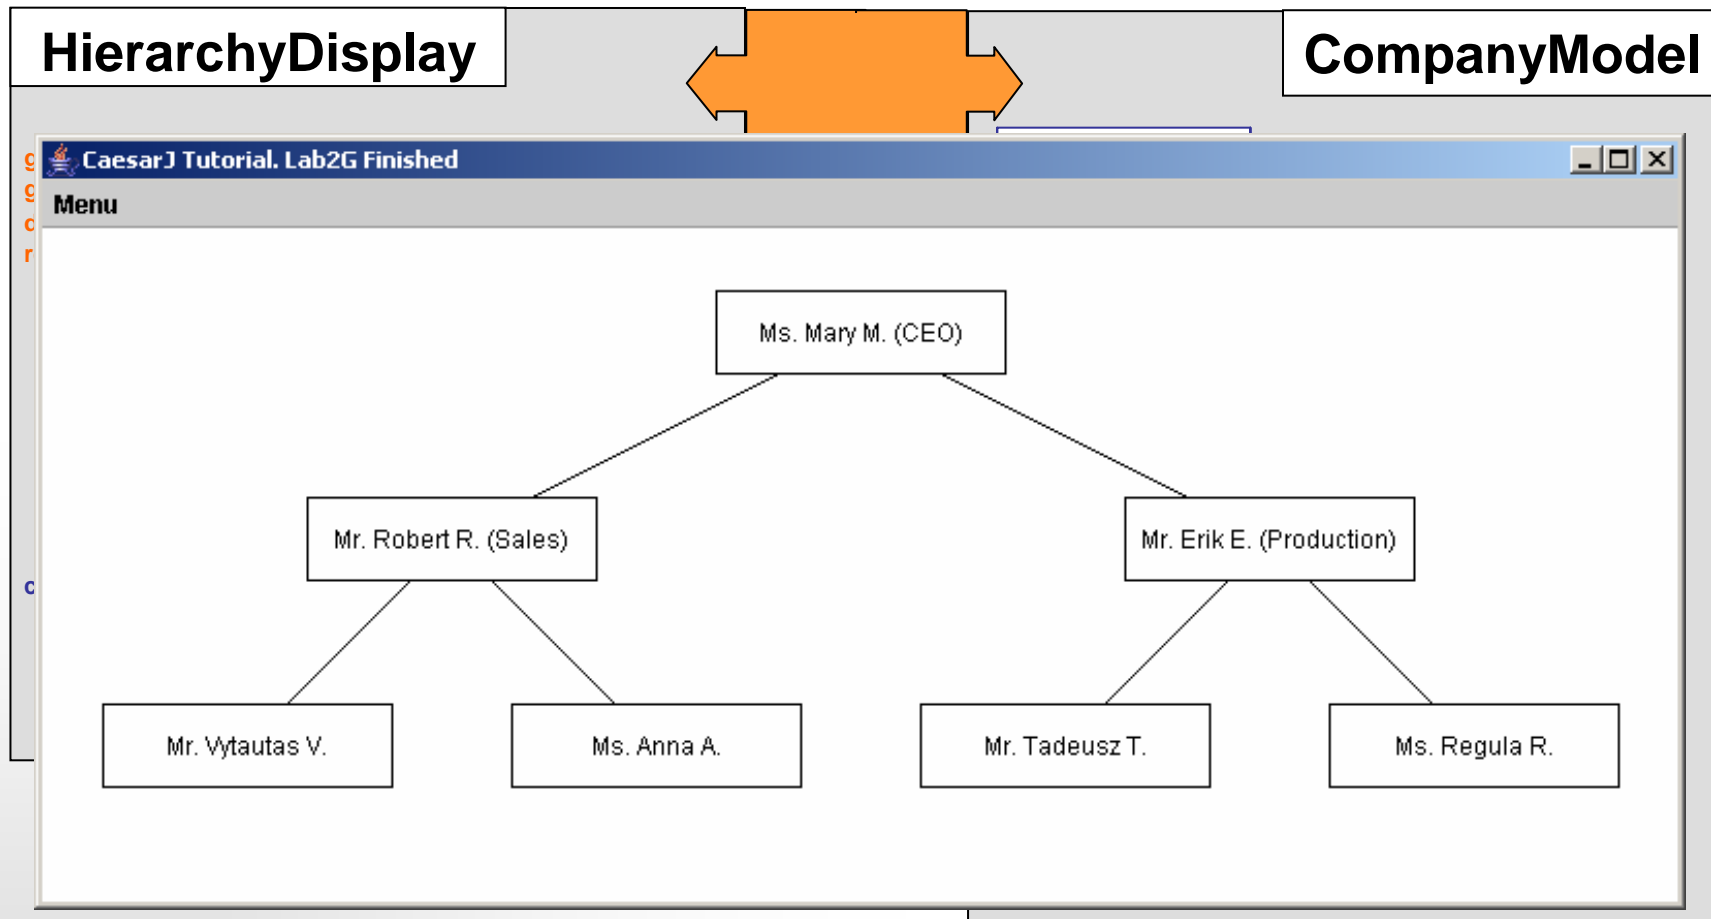 HierarchyDisplay
CompanyModel
g
g
d
r
c
CaesarJ Tutorial. Lab2G Finished
Menu
Ms. Mary M. (CEO)
Mr. Robert R. (Sales)
Mr. Erik E. (Production)
Mr. Vytautas V.
Ms. Anna A.
Mr. Tadeusz T.
Ms. Regula R.